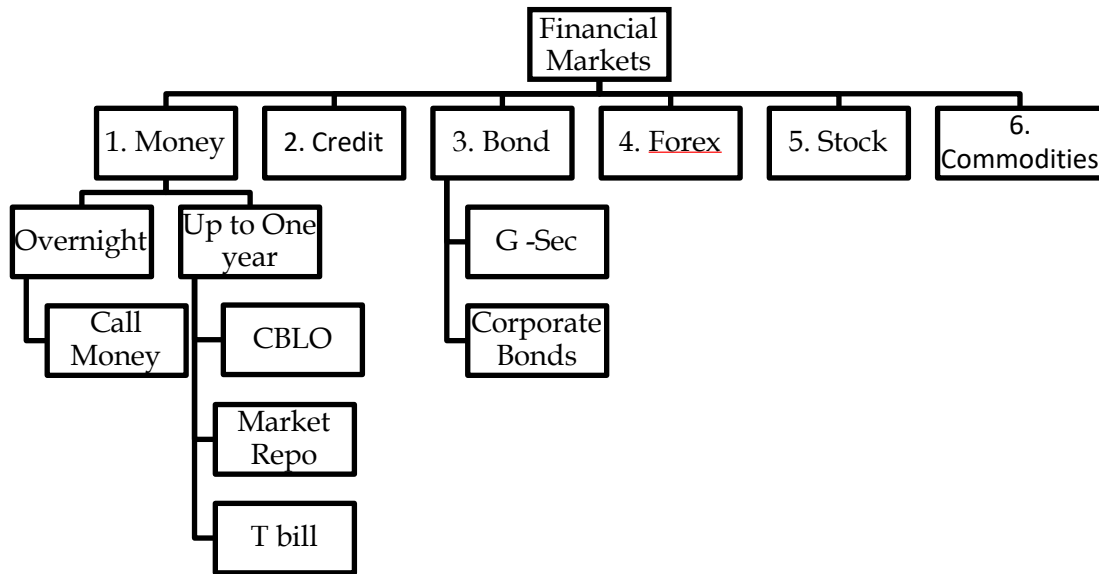 Financial
Markets
1. Money
2. Credit
3. Bond
4. Forex
5. Stock
6.
Commodities
Overnight
Up to One
year
G -Sec
Call
Money
CBLO
Corporate
Bonds
Market
Repo
T bill